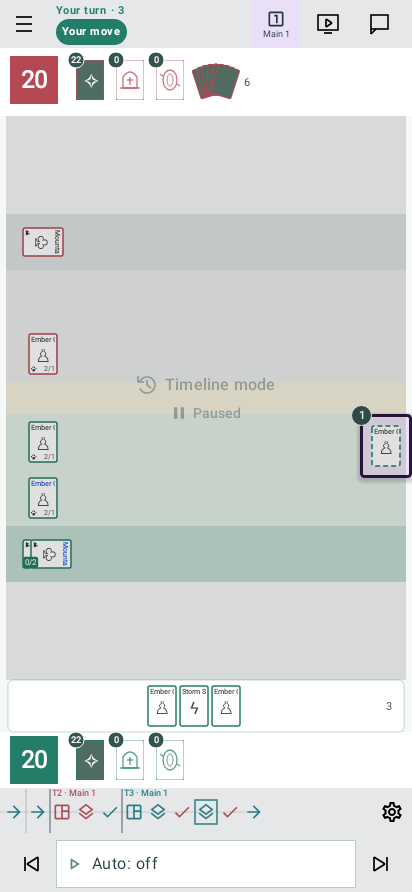 Your turn · 3
Your move
1
Main 1
20
22
0
0
6
Mounta
Ember (
2/1
Timeline mode
Paused
1
Ember (
Ember (
2/1
Ember (
2/1
0/2
Mounta
Ember (
Storm S
Ember (
3
20
22
0
0
T2 · Main 1
T3 · Main 1
Auto: off